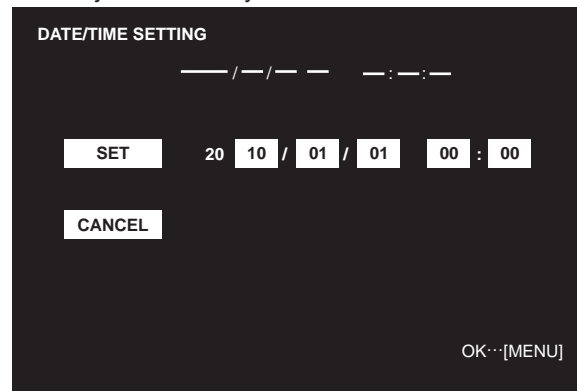 DATE/TIME SETTING
——/—/— — —:—:—
SET 20 10 / 01 / 01 00 : 00
CANCEL
OK···[MENU]